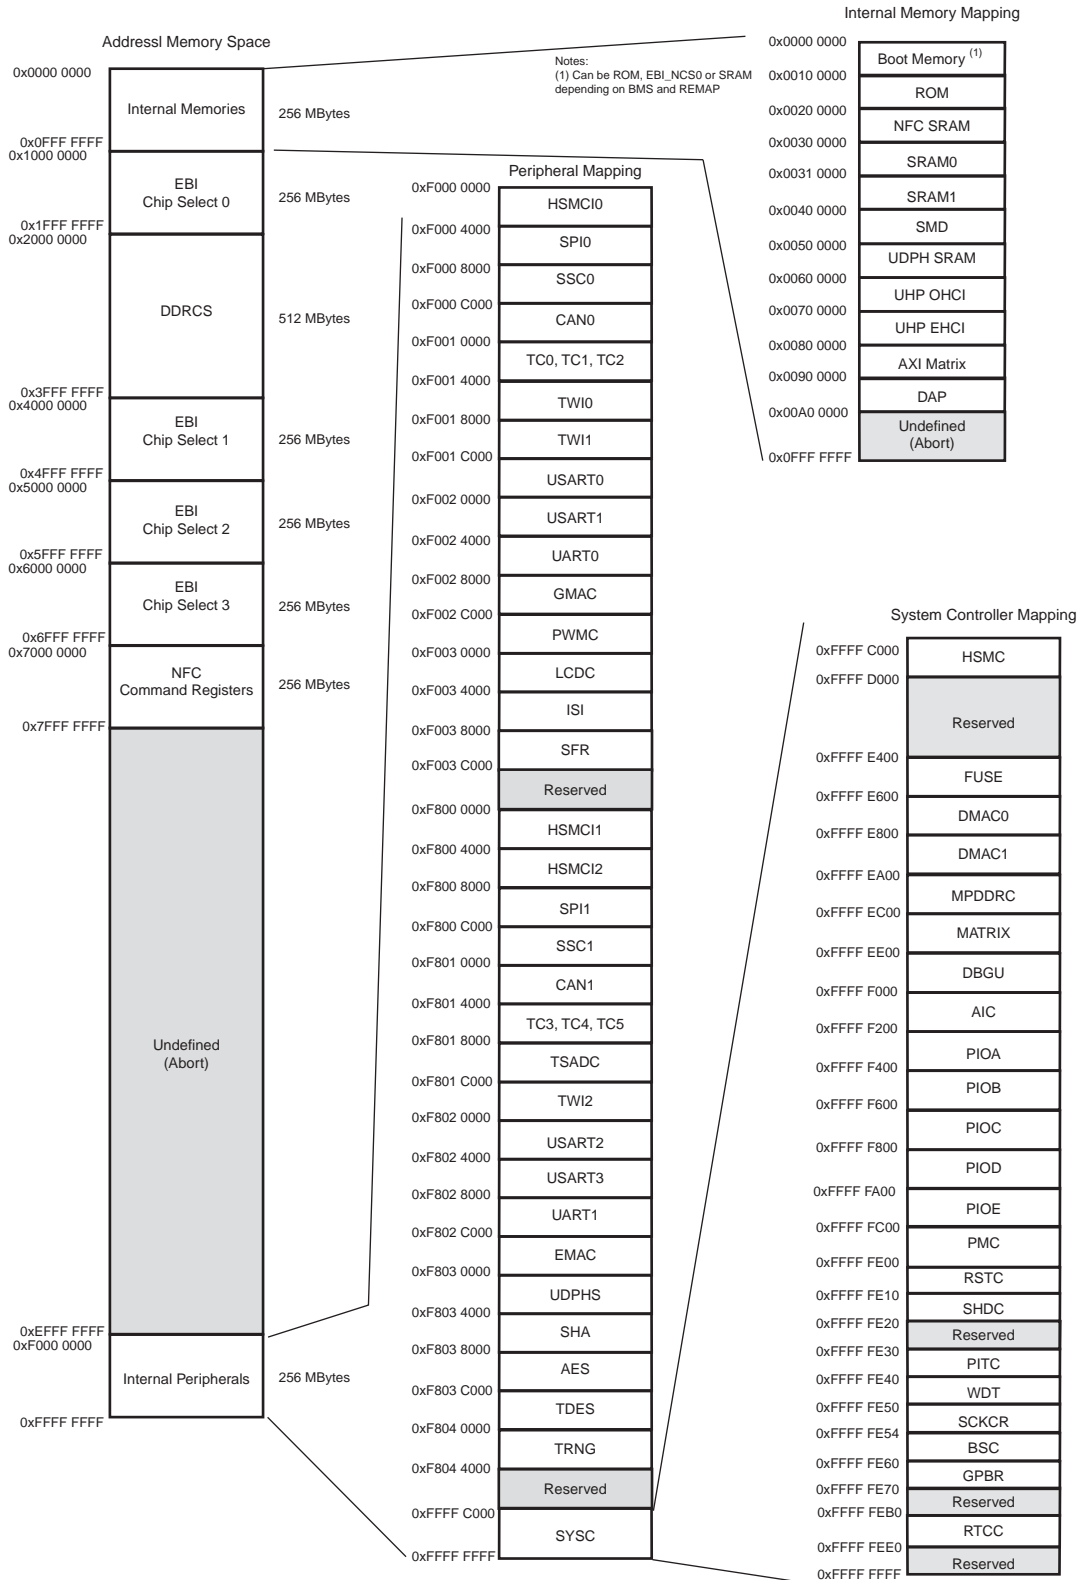 Addressl Memory Space
0x0000 0000
Internal Memories
256 MBytes
0x0FFF FFFF
0x1000 0000
EBI
Chip Select 0
256 MBytes
0x1FFF FFFF
0x2000 0000
DDRCS
512 MBytes
0x3FFF FFFF
0x4000 0000
EBI
Chip Select 1
256 MBytes
0x4FFF FFFF
0x5000 0000
EBI
Chip Select 2
256 MBytes
0x5FFF FFFF
0x6000 0000
EBI
Chip Select 3
256 MBytes
0x6FFF FFFF
0x7000 0000
NFC
Command Registers
256 MBytes
0x7FFF FFFF
Undefined
(Abort)
0xEFFF FFFF
0xF000 0000
Internal Peripherals
256 MBytes
0xFFFF FFFF
Notes:
(1) Can be ROM, EBI_NCS0 or SRAM
depending on BMS and REMAP
Peripheral Mapping
0xF000 0000
HSMCI0
0xF000 4000
SPI0
0xF000 8000
SSC0
0xF000 C000
CAN0
0xF001 0000
TC0, TC1, TC2
0xF001 4000
TWI0
0xF001 8000
TWI1
0xF001 C000
USART0
0xF002 0000
USART1
0xF002 4000
UART0
0xF002 8000
GMAC
0xF002 C000
PWMC
0xF003 0000
LCDC
0xF003 4000
ISI
0xF003 8000
SFR
0xF003 C000
Reserved
0xF800 0000
HSMCI1
0xF800 4000
HSMCI2
0xF800 8000
SPI1
0xF800 C000
SSC1
0xF801 0000
CAN1
0xF801 4000
TC3, TC4, TC5
0xF801 8000
TSADC
0xF801 C000
TWI2
0xF802 0000
USART2
0xF802 4000
USART3
0xF802 8000
UART1
0xF802 C000
EMAC
0xF803 0000
UDPHS
0xF803 4000
SHA
0xF803 8000
AES
0xF803 C000
TDES
0xF804 0000
TRNG
0xF804 4000
Reserved
0xFFFF C000
SYSC
0xFFFF FFFF
Internal Memory Mapping
0x0000 0000
Boot Memory (1)
0x0010 0000
ROM
0x0020 0000
NFC SRAM
0x0030 0000
SRAM0
0x0031 0000
SRAM1
0x0040 0000
SMD
0x0050 0000
UDPH SRAM
0x0060 0000
UHP OHCI
0x0070 0000
UHP EHCI
0x0080 0000
AXI Matrix
0x0090 0000
DAP
0x00A0 0000
Undefined
(Abort)
0x0FFF FFFF
System Controller Mapping
0xFFFF C000
HSMC
0xFFFF D000
Reserved
0xFFFF E400
FUSE
0xFFFF E600
DMAC0
0xFFFF E800
DMAC1
0xFFFF EA00
MPDDRC
0xFFFF EC00
MATRIX
0xFFFF EE00
DBGU
0xFFFF F000
AIC
0xFFFF F200
PIOA
0xFFFF F400
PIOB
0xFFFF F600
PIOC
0xFFFF F800
PIOD
0xFFFF FA00
PIOE
0xFFFF FC00
PMC
0xFFFF FE00
RSTC
0xFFFF FE10
SHDC
0xFFFF FE20
Reserved
0xFFFF FE30
PITC
0xFFFF FE40
WDT
0xFFFF FE50
SCKCR
0xFFFF FE54
BSC
0xFFFF FE60
GPBR
0xFFFF FE70
Reserved
0xFFFF FEB0
RTCC
0xFFFF FEE0
Reserved
0xFFFF FFFF